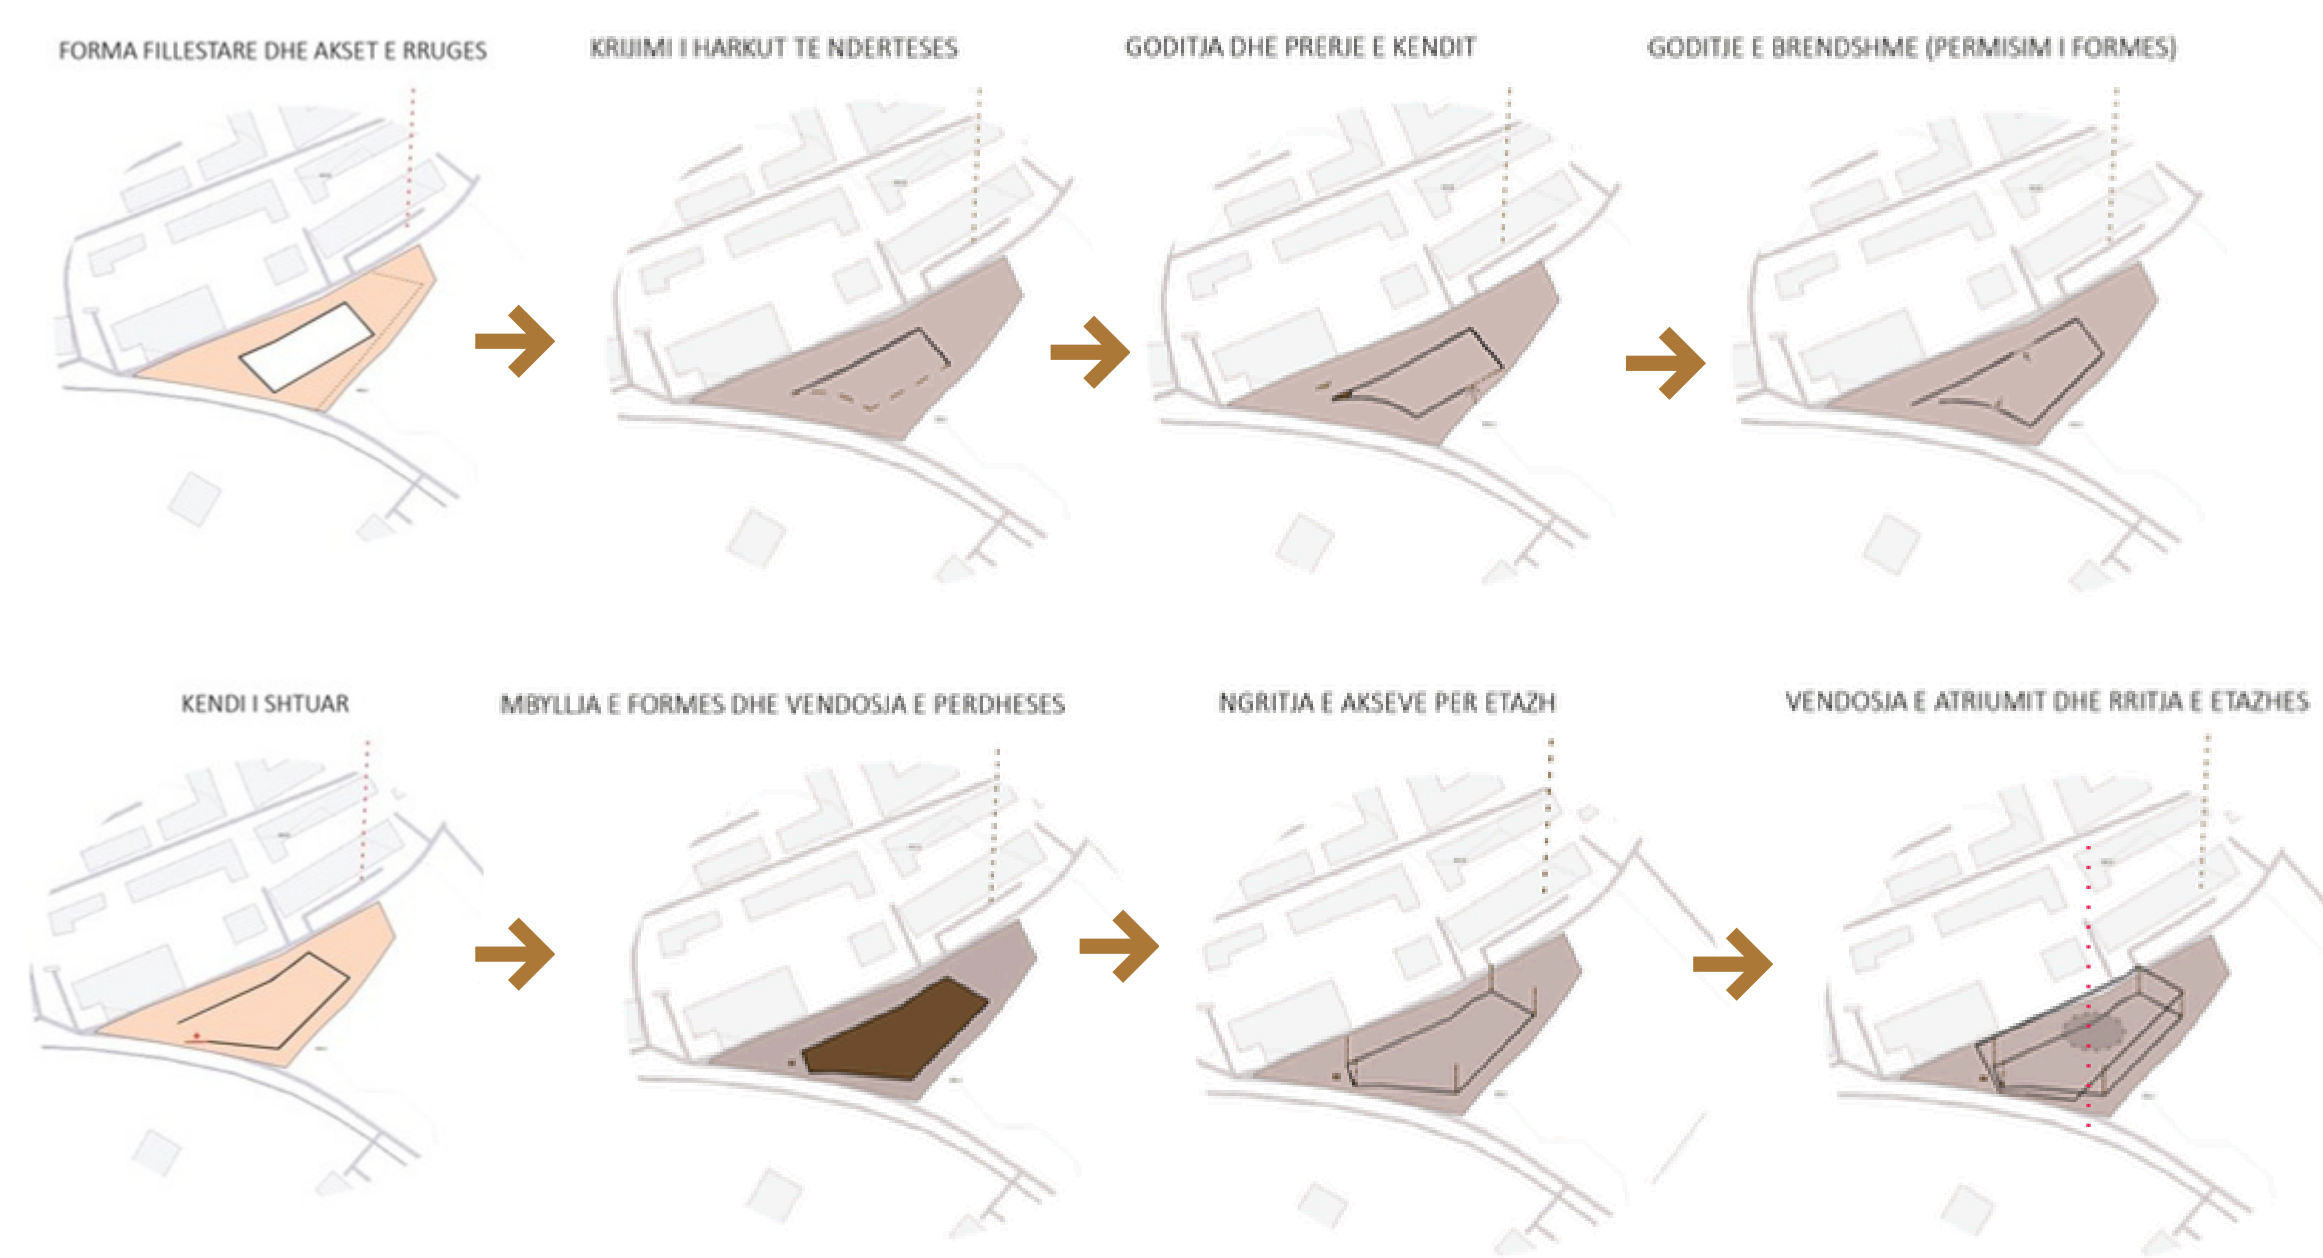 FORMA FILLESTARE DHE AKSET E RRUGES
KRIJIMI I HARKUT TE NDERTESES
GODITJA DHE PRERJE E KENDIT
GODITJE E BRENDSHME (PERMISIM I FORMES)
KENDI I SHTUAR
MBYLLJA E FORMES DHE VENDOSJA E PERDHESES
NGRITJA E AKSEVE PER ETAZH
VENDOSJA E ATRIUMIT DHE RRITJA E ETAZHES